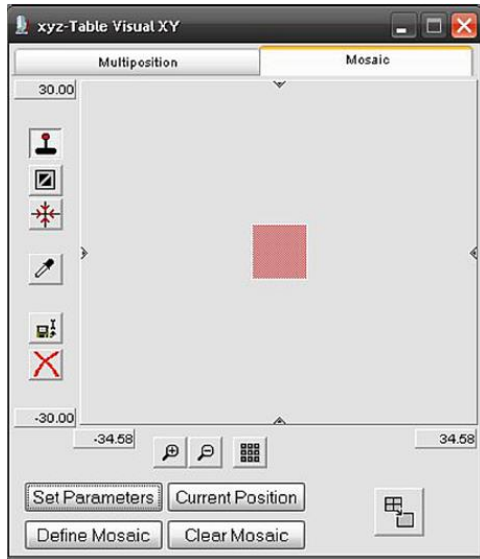 xyz-Table Visual XY
Multiposition Mosaic
30.00
-30.00
-34.58 34.58
Set Parameters Current Position
Define Mosaic Clear Mosaic